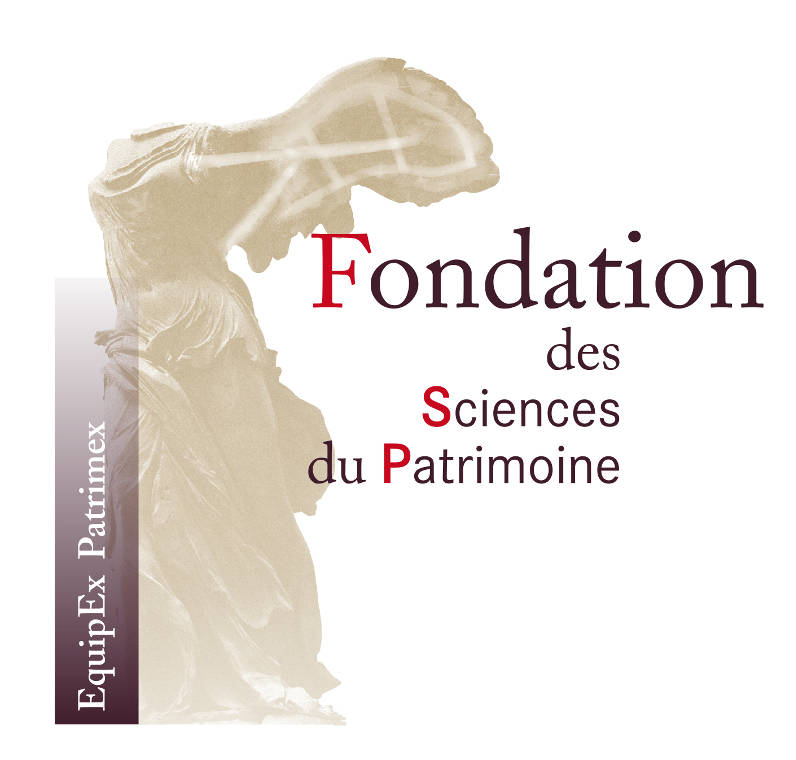 Fondation
des
Sciences
du Patrimoine
EquipEx Patrimex